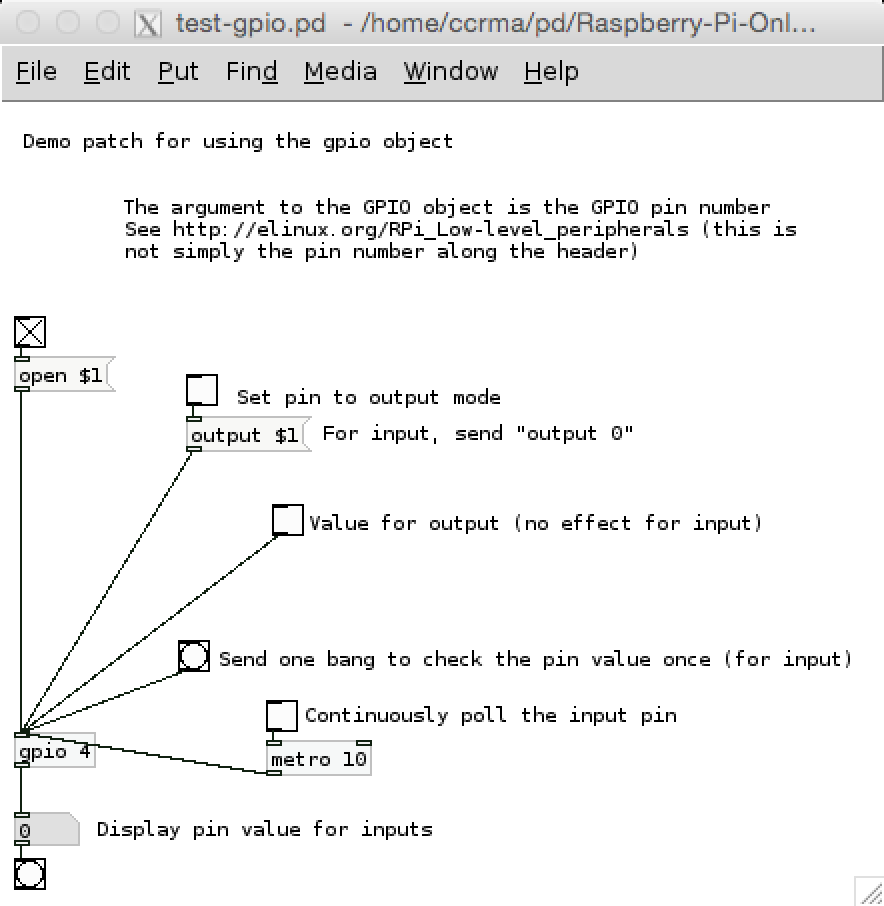 test-gpio.pd - /home/ccrma/pd/Raspberry-Pi-Onl...
File Edit Put Find Media Window Help
Demo patch for using the gpio object
The argument to the GPIO object is the GPIO pin number
See http://elinux.org/RPi_Low-level_peripherals (this is
not simply the pin number along the header)
open $1
Set pin to output mode
output $1
For input, send "output 0"
Value for output (no effect for input)
Send one bang to check the pin value once (for input)
Continuously poll the input pin
gpio 4
metro 10
0
Display pin value for inputs